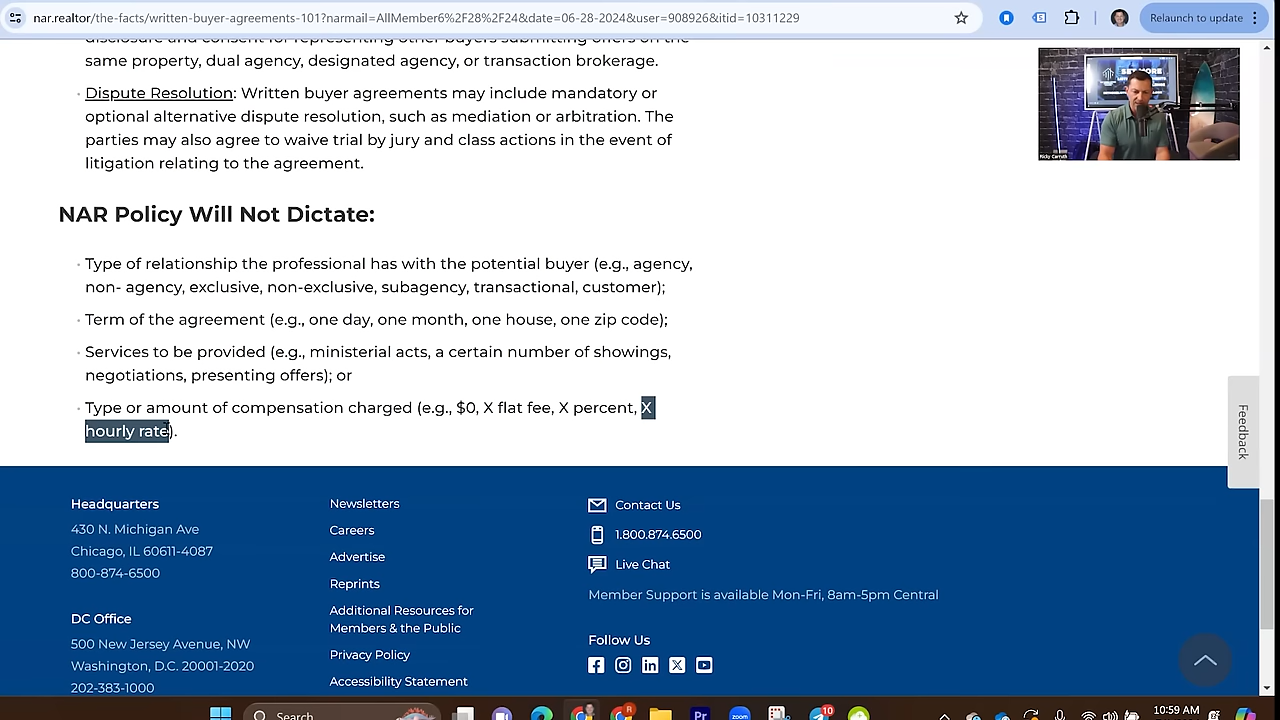 nar.realtor/the-facts/written-buyer-agreements-101?narmail=AllMember6%2F28%2F24&date=06-28-2024&user=908926&itid=10311229
Relaunch to update
same property, dual agency, designated agency, or transaction brokerage.
Dispute Resolution: Written buyer agreements may include mandatory or
optional alternative dispute resolution such as mediation or arbitration. The
parties may also agree to waive trial by jury and class actions in the event of
litigation relating to the agreement.
Ricky Carruth
NAR Policy Will Not Dictate:
Type of relationship the professional has with the potential buyer (e.g., agency,
non- agency, exclusive, non-exclusive, subagency, transactional, customer);
Term of the agreement (e.g., one day, one month, one house, one zip code);
Services to be provided (e.g., ministerial acts, a certain number of showings,
negotiations, presenting offers); or
Type or amount of compensation charged (e.g., $0, X flat fee, X percent, X
hourly rate).
Feedback
Headquarters
430 N. Michigan Ave
Chicago, IL 60611-4087
800-874-6500
DC Office
500 New Jersey Avenue, NW
Washington, D.C. 20001-2020
202-383-1000
Newsletters
Careers
Advertise
Reprints
Additional Resources for
Members & the Public
Privacy Policy
Accessibility Statement
Contact Us
1.800.874.6500
Live Chat
Member Support is available Mon-Fri, 8am-5pm Central
Follow Us
Search
Pr
zoom
10
10:59 AM